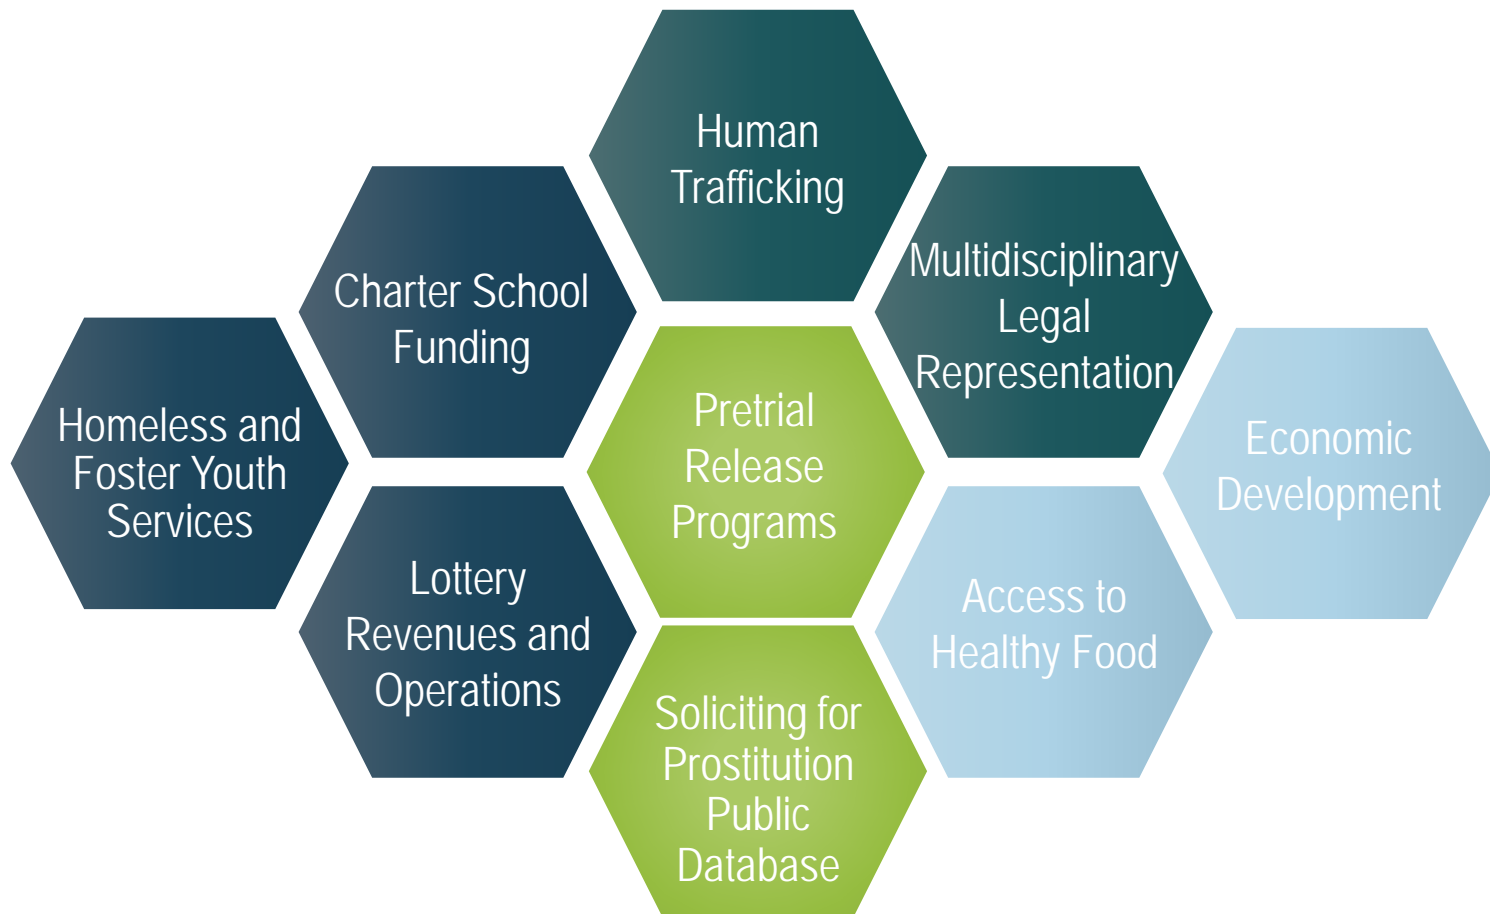 Human
Trafficking
Charter School
Funding
Multidisciplinary
Legal
Representation
Homeless and
Foster Youth
Services
Pretrial
Release
Programs
Economic
Development
Lottery
Revenues and
Operations
Access to
Healthy Food
Soliciting for
Prostitution
Public
Database